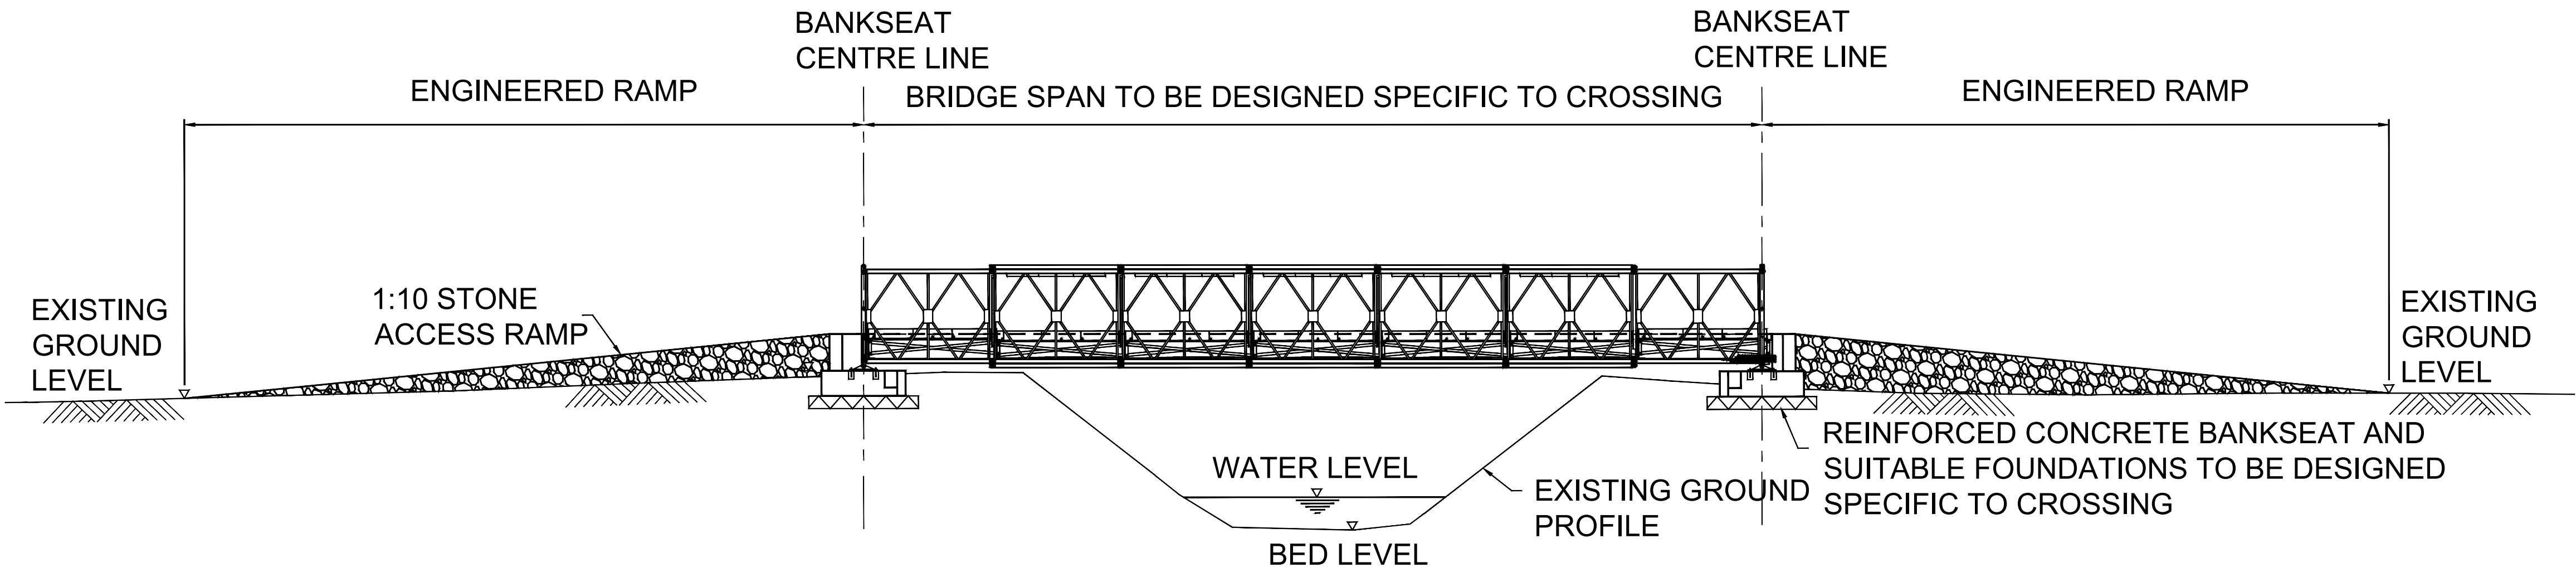 BANKSEAT
CENTRE LINE
BANKSEAT
CENTRE LINE
ENGINEERED RAMP
BRIDGE SPAN TO BE DESIGNED SPECIFIC TO CROSSING
ENGINEERED RAMP
EXISTING
GROUND
LEVEL
1:10 STONE
ACCESS RAMP
EXISTING
GROUND
LEVEL
WATER LEVEL
BED LEVEL
EXISTING GROUND
PROFILE
REINFORCED CONCRETE BANKSEAT AND
SUITABLE FOUNDATIONS TO BE DESIGNED
SPECIFIC TO CROSSING